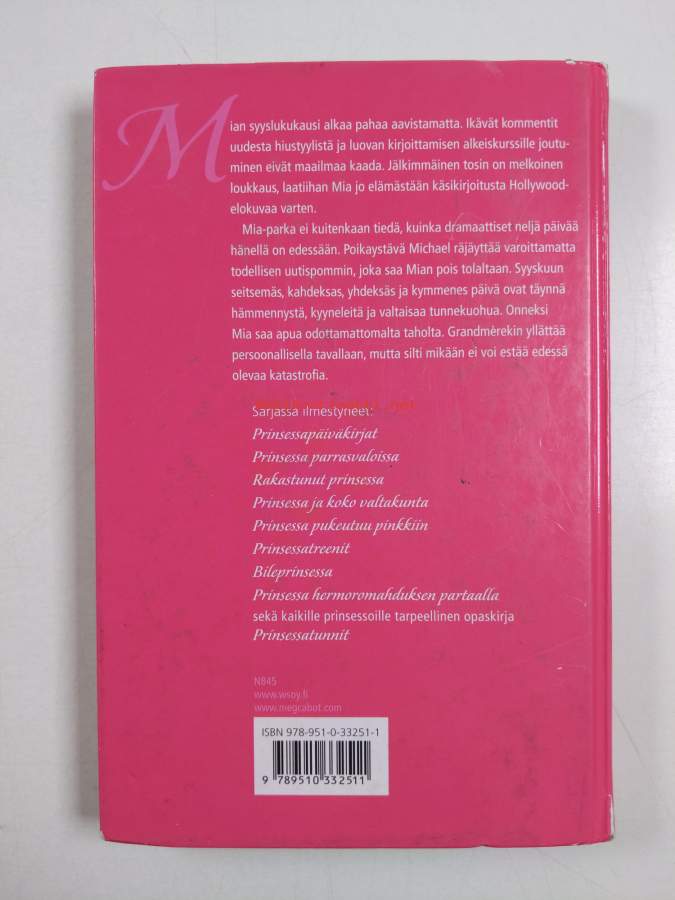 Mian syyslukukausi alkaa pahaa aavistamatta. Ikävät kommentit
uudesta hiustyylistä ja luovan kirjoittamisen alkeiskurssille joutu-
minen eivät maailmaa kaada. Jälkimmäinen tosin on melkoinen
loukkaus, laatiihan Mia jo elämästään käsikirjoitusta Hollywood-
elokuvaa varten.
Mia-parka ei kuitenkaan tiedä, kuinka dramaattiset neljä päivää
hänellä on edessään. Poikaystävä Michael räjäyttää varoittamatta
todellisen uutispommin, joka saa Mian pois tolaltaan. Syyskuun
seitsemäs, kahdeksas, yhdeksäs ja kymmenes päivä ovat täynnä
hämmennystä, kyyneleitä ja valtaisaa tunnekuohua. Onneksi
Mia saa apua odottamattomalta taholta. Grandmèrekin yllättää
persoonallisella tavallaan, mutta silti mikään ei voi estää edessä
olevaa katastrofia.
Sarjassa ilmestyneet:
Prinsessapäiväkirjat
Prinsessa parrasvaloissa
Rakastunut prinsessa
Prinsessa ja koko valtakunta
Prinsessa pukeutuu pinkkiin
Prinsessatreenit
Bileprinsessa
Prinsessa hermoromahduksen partaalla
sekä kaikille prinsessoille tarpeellinen opaskirja
Prinsessatunnit
N845
www.wsoy.fi
www.megcabot.com
ISBN 978-951-0-33251-1
9 789510 332511